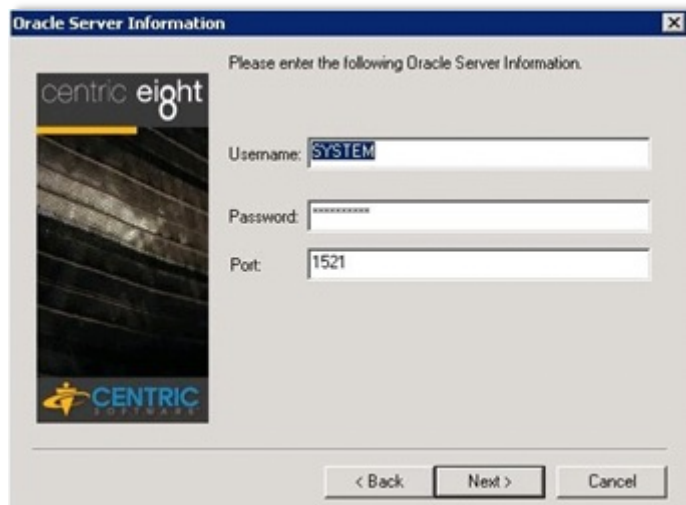 Oracle Server Information
Please enter the following Oracle Server Information.
centric eight
Username: SYSTEM
Password: ----------
Port: 1521
CENTRIC
SOFTWARE
< Back Next > Cancel